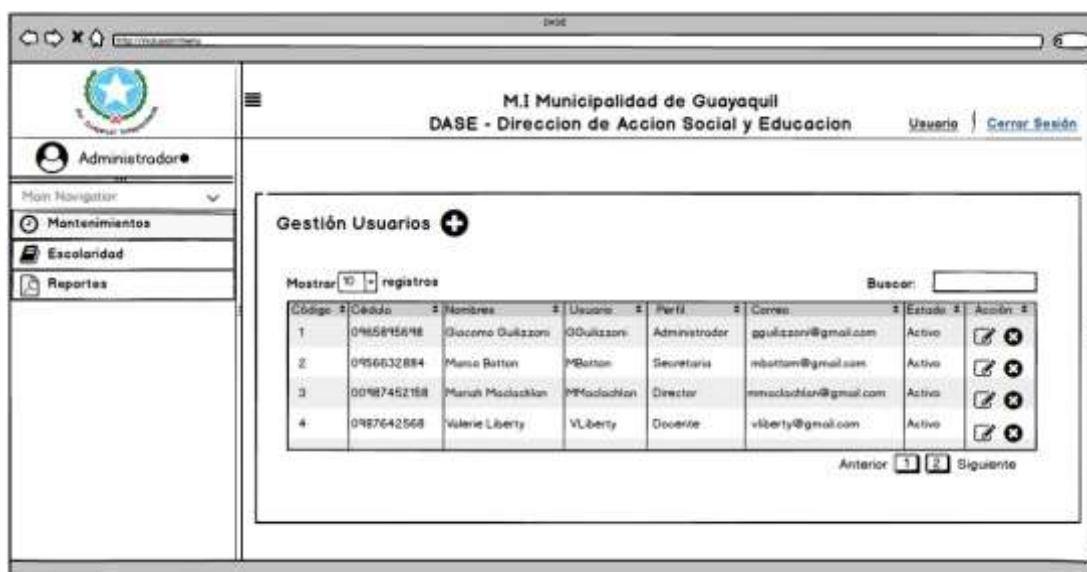 DASE
M.I Municipalidad de Guayaquil
DASE - Direccion de Accion Social y Educacion
Usuario
Cerrar Sesión
Administrador
Main Navigation
Mantenimientos
Escolaridad
Reportes
Gestión Usuarios
Mostrar 10 registros
Buscar:
Código Cédula Nombres Usuario Perfil Correo Estado Acción
1 0965895698 Giacomo Guilizzoni GGuilizzoni Administrador gguilizzoni@gmail.com Activo
2 0956632884 Marco Botton MBotton Secretaria mbottom@gmail.com Activo
3 00987452158 Mariah Maclachlan MMaclachlan Director mmaclachlan@gmail.com Activo
4 0987642568 Valerie Liberty VLiberty Docente vliberty@gmail.com Activo
Anterior 1 2 Siguiente